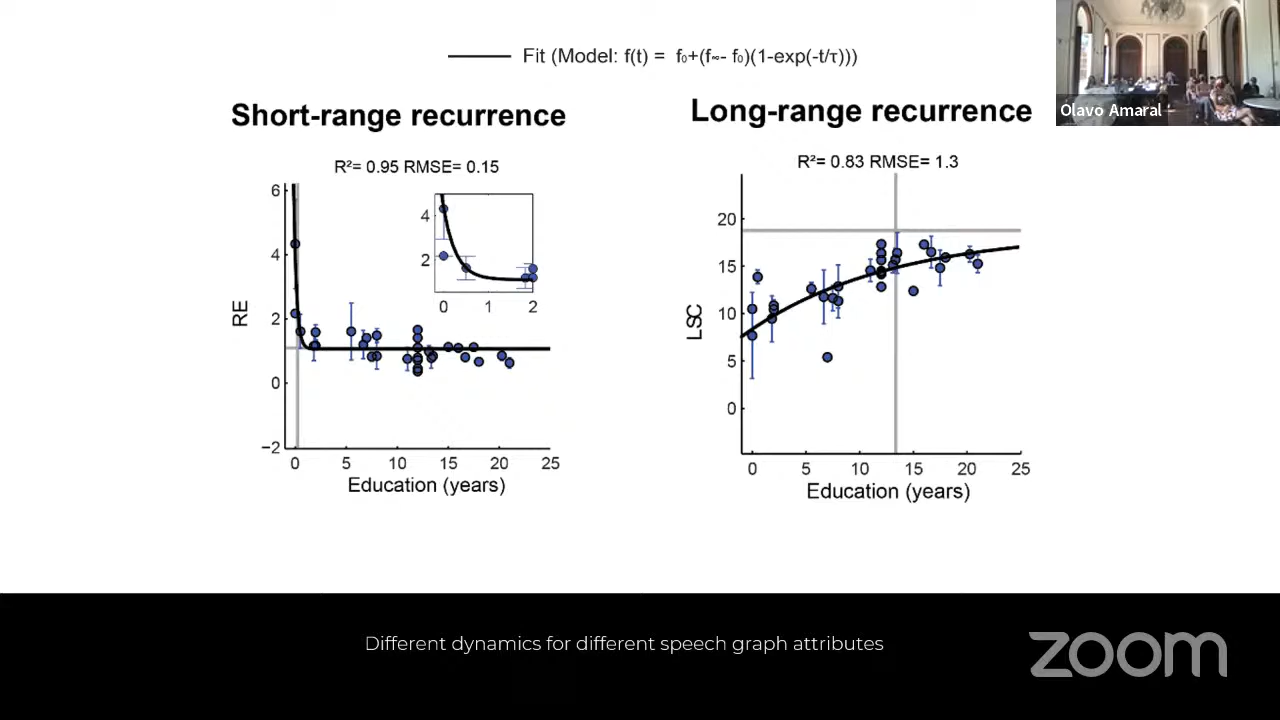 Fit (Model: f(t) = f₀+(f∞- f₀)(1-exp(-t/τ)))
Olavo Amaral
Short-range recurrence
Long-range recurrence
R²= 0.95 RMSE= 0.15
R²= 0.83 RMSE= 1.3
6
4
2
0
−2
RE
4
2
0 1 2
0 5 10 15 20 25
Education (years)
20
15
10
5
0
LSC
0 5 10 15 20 25
Education (years)
Different dynamics for different speech graph attributes
zoom